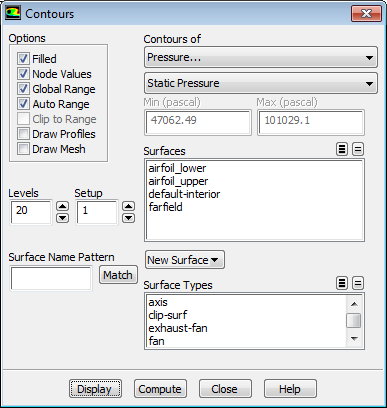 Contours
Options
Filled
Node Values
Global Range
Auto Range
Clip to Range
Draw Profiles
Draw Mesh
Levels
20
Setup
1
Surface Name Pattern
Match
Contours of
Pressure...
Static Pressure
Min (pascal)
Max (pascal)
47062.49
101029.1
Surfaces
airfoil_lower
airfoil_upper
default-interior
farfield
New Surface
Surface Types
axis
clip-surf
exhaust-fan
fan
Display
Compute
Close
Help